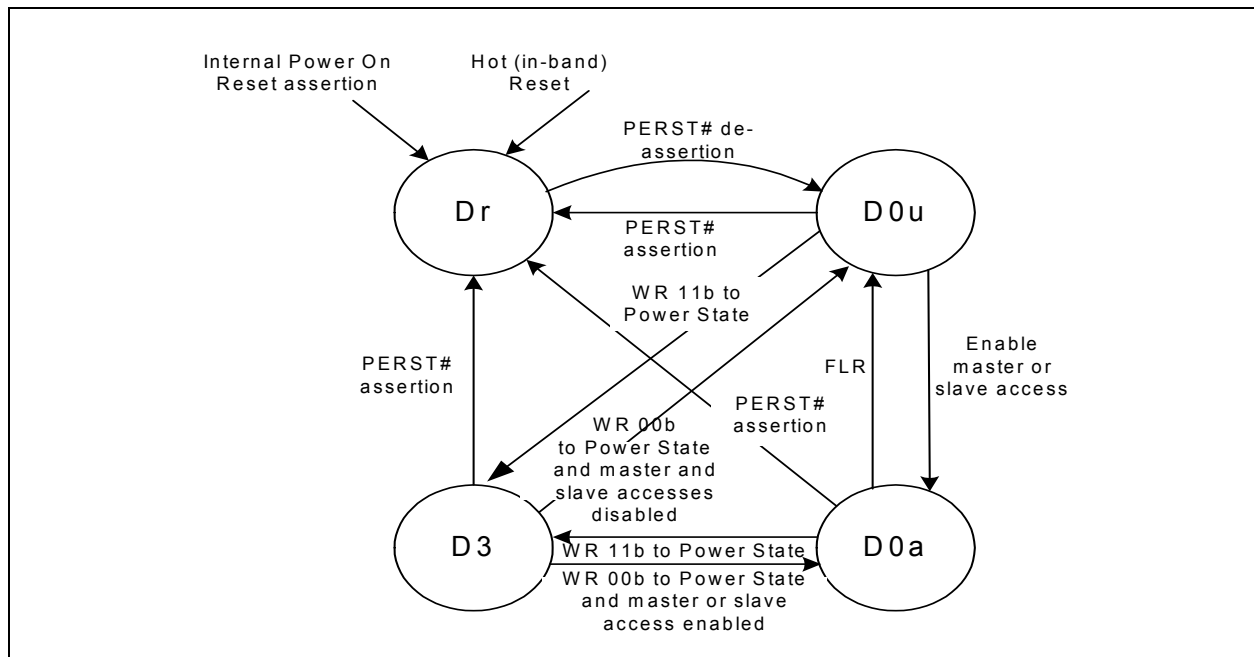 Internal Power On
Reset assertion
Hot (in-band)
Reset
PERST# de-
assertion
Dr
D0u
PERST#
assertion
WR 11b to
Power State
PERST#
assertion
FLR
Enable
master or
slave access
PERST#
assertion
WR 00b
to Power State
and master and
slave accesses
disabled
D3
D0a
WR 11b to Power State
WR 00b to Power State
and master or slave
access enabled